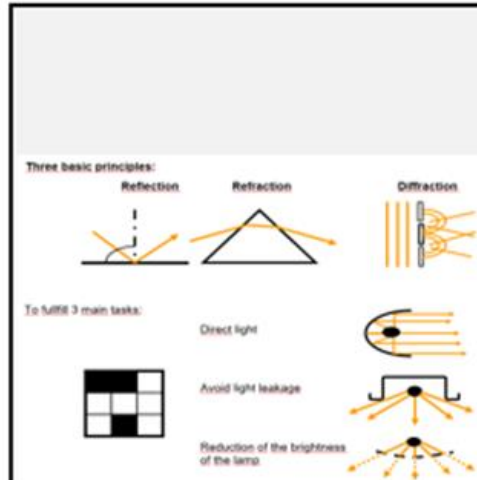 Three basic principles:
Reflection Refraction Diffraction
To fullfill 3 main tasks:
Direct light
Avoid light leakage
Reduction of the brightness
of the lamp